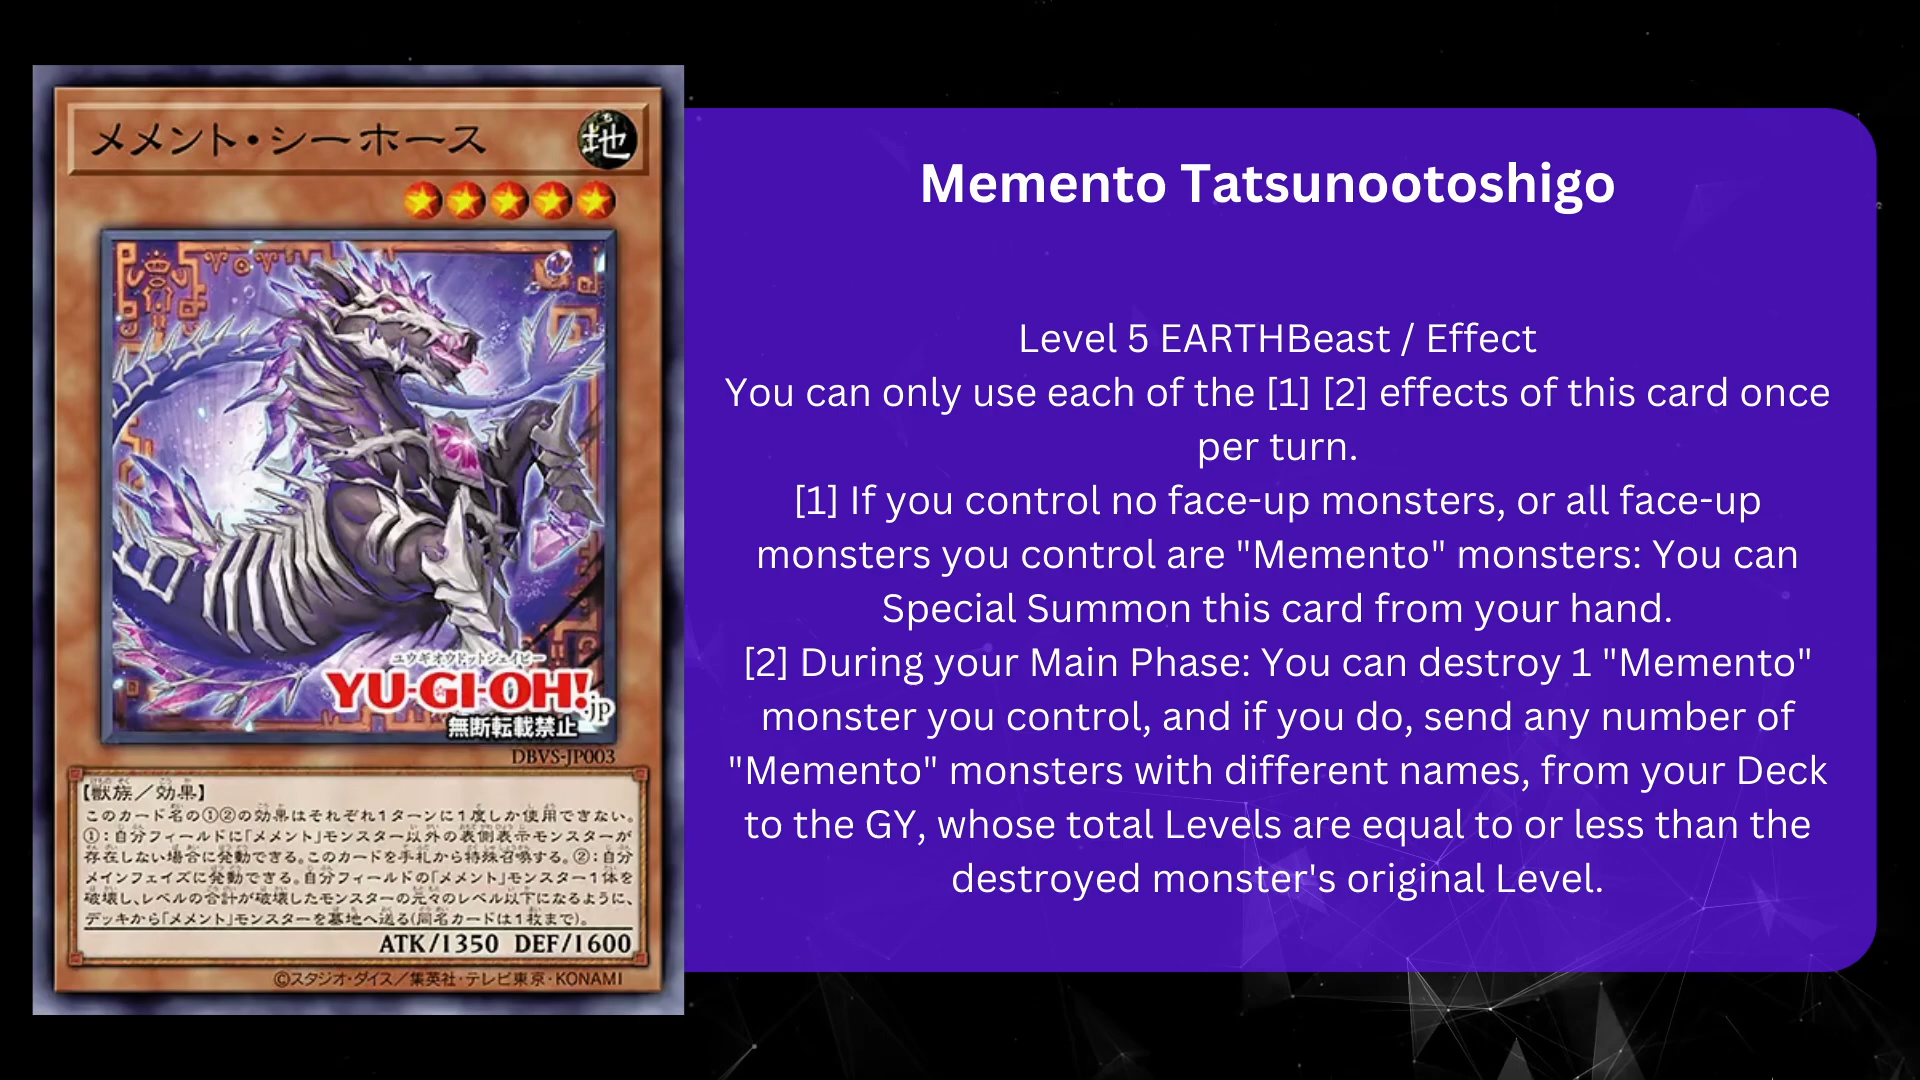 メメント・シーホース
地
ユウギオウドットジェイピー
YU-GI-OH!.jp
無断転載禁止
DBVS-JP003
【獣族／効果】
このカード名の①②の効果はそれぞれ1ターンに1度しか使用できない。
①：自分フィールドに「メメント」モンスター以外の表側表示モンスターが
存在しない場合に発動できる。このカードを手札から特殊召喚する。②：自分
メインフェイズに発動できる。自分フィールドの「メメント」モンスター1体を
破壊し、レベルの合計が破壊したモンスターの元々のレベル以下になるように、
デッキから「メメント」モンスターを墓地へ送る(同名カードは1枚まで)。
ATK/1350 DEF/1600
©スタジオ・ダイス／集英社・テレビ東京・KONAMI
Memento Tatsunootoshigo
Level 5 EARTHBeast / Effect
You can only use each of the [1] [2] effects of this card once
per turn.
[1] If you control no face-up monsters, or all face-up
monsters you control are "Memento" monsters: You can
Special Summon this card from your hand.
[2] During your Main Phase: You can destroy 1 "Memento"
monster you control, and if you do, send any number of
"Memento" monsters with different names, from your Deck
to the GY, whose total Levels are equal to or less than the
destroyed monster's original Level.